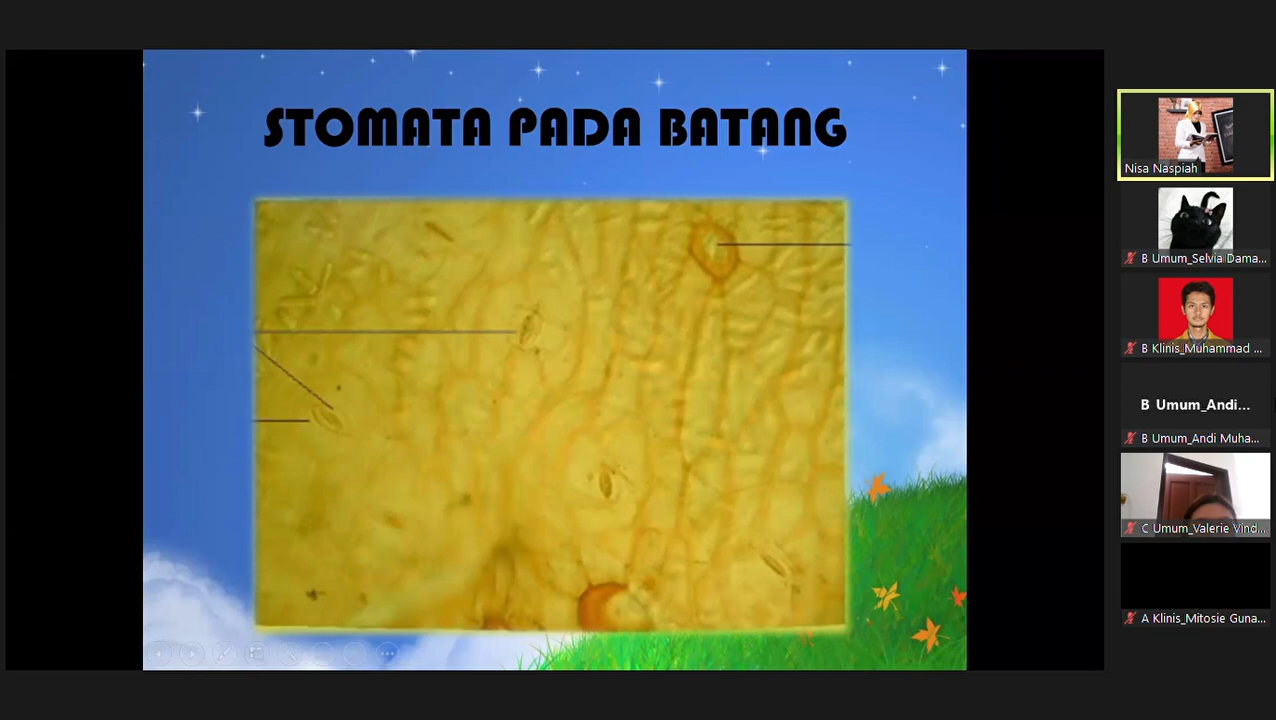 STOMATA PADA BATANG
Nisa Naspiah
B Umum_Selvia Dama...
B Klinis_Muhammad ...
B Umum_Andi...
B Umum_Andi Muha...
C Umum_Valerie Vind...
A Klinis_Mitosie Guna...